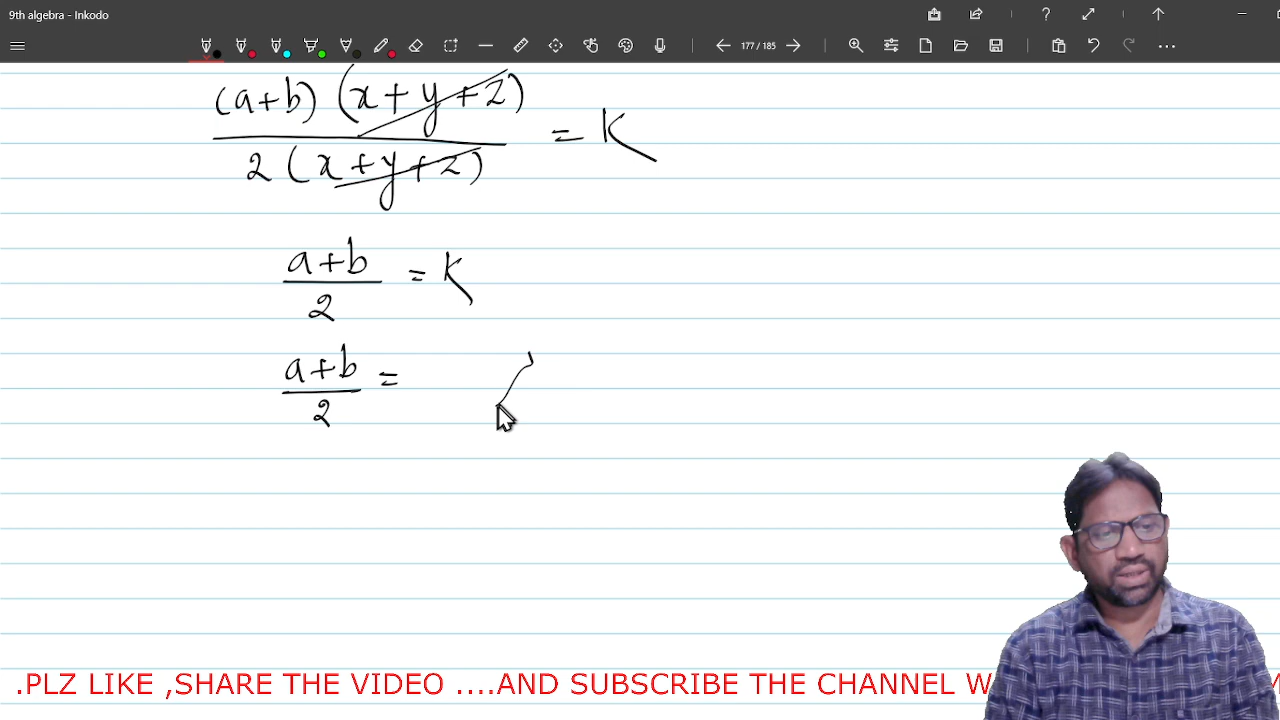 9th algebra - Inkodo
177 / 185
(a+b) (x+y+z)
2 (x+y+z)
= K
a+b
2
= K
a+b
2
=
.PLZ LIKE ,SHARE THE VIDEO ....AND SUBSCRIBE THE CHANNEL